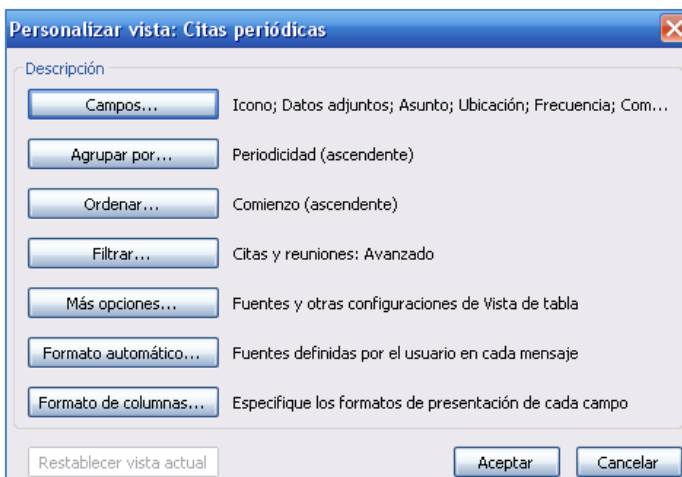 Personalizar vista: Citas periódicas
Descripción
Campos... Icono; Datos adjuntos; Asunto; Ubicación; Frecuencia; Com...
Agrupar por... Periodicidad (ascendente)
Ordenar... Comienzo (ascendente)
Filtrar... Citas y reuniones: Avanzado
Más opciones... Fuentes y otras configuraciones de Vista de tabla
Formato automático... Fuentes definidas por el usuario en cada mensaje
Formato de columnas... Especifique los formatos de presentación de cada campo
Restablecer vista actual Aceptar Cancelar